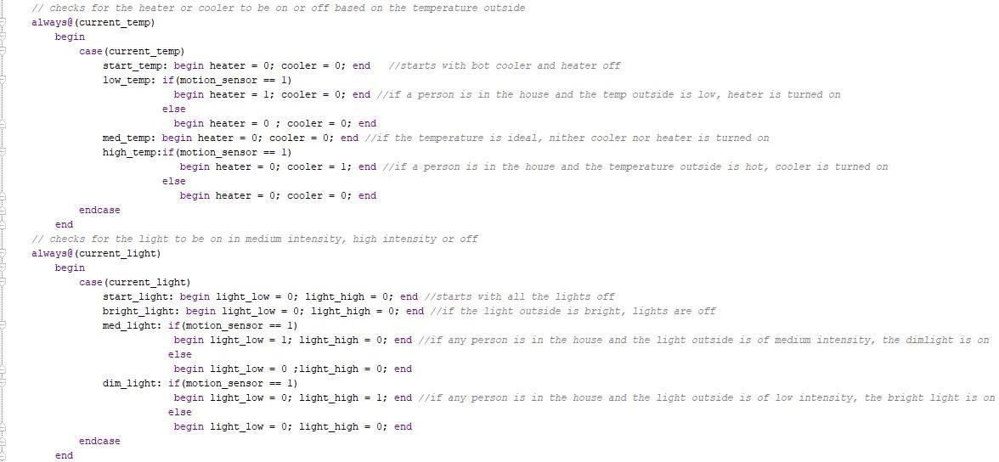 // checks for the heater or cooler to be on or off based on the temperature outside
always@(current_temp)
begin
case(current_temp)
start_temp: begin heater = 0; cooler = 0; end //starts with bot cooler and heater off
low_temp: if(motion_sensor == 1)
begin heater = 1; cooler = 0; end //if a person is in the house and the temp outside is low, heater is turned on
else
begin heater = 0 ; cooler = 0; end
med_temp: begin heater = 0; cooler = 0; end //if the temperature is ideal, nither cooler nor heater is turned on
high_temp:if(motion_sensor == 1)
begin heater = 0; cooler = 1; end //if a person is in the house and the temperature outside is hot, cooler is turned on
else
begin heater = 0; cooler = 0; end
endcase
end
// checks for the light to be on in medium intensity, high intensity or off
always@(current_light)
begin
case(current_light)
start_light: begin light_low = 0; light_high = 0; end //starts with all the lights off
bright_light: begin light_low = 0; light_high = 0; end //if the light outside is bright, lights are off
med_light: if(motion_sensor == 1)
begin light_low = 1; light_high = 0; end //if any person is in the house and the light outside is of medium intensity, the dimlight is on
else
begin light_low = 0 ;light_high = 0; end
dim_light: if(motion_sensor == 1)
begin light_low = 0; light_high = 1; end //if any person is in the house and the light outside is of low intensity, the bright light is on
else
begin light_low = 0; light_high = 0; end
endcase
end